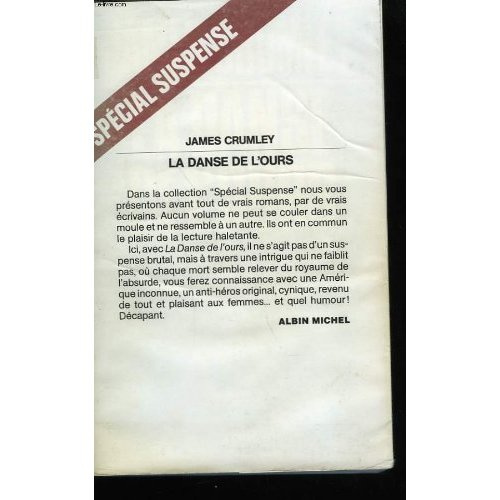 SPÉCIAL SUSPENSE
JAMES CRUMLEY
LA DANSE DE L'OURS
Dans la collection "Spécial Suspense" nous vous
présentons avant tout de vrais romans, par de vrais
écrivains. Aucun volume ne peut se couler dans un
moule et ne ressemble à un autre. Ils ont en commun
le plaisir de la lecture haletante.
Ici, avec La Danse de l'ours, il ne s'agit pas d'un sus-
pense brutal, mais à travers une intrigue qui ne faiblit
pas, où chaque mort semble relever du royaume de
l'absurde, vous ferez connaissance avec une Améri-
que inconnue, un anti-héros original, cynique, revenu
de tout et plaisant aux femmes... et quel humour!
Décapant.
ALBIN MICHEL